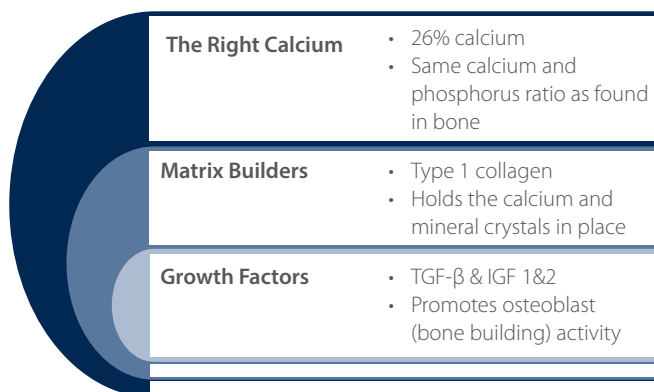 The Right Calcium
• 26% calcium
• Same calcium and
phosphorus ratio as found
in bone
Matrix Builders
• Type 1 collagen
• Holds the calcium and
mineral crystals in place
Growth Factors
• TGF-β & IGF 1&2
• Promotes osteoblast
(bone building) activity